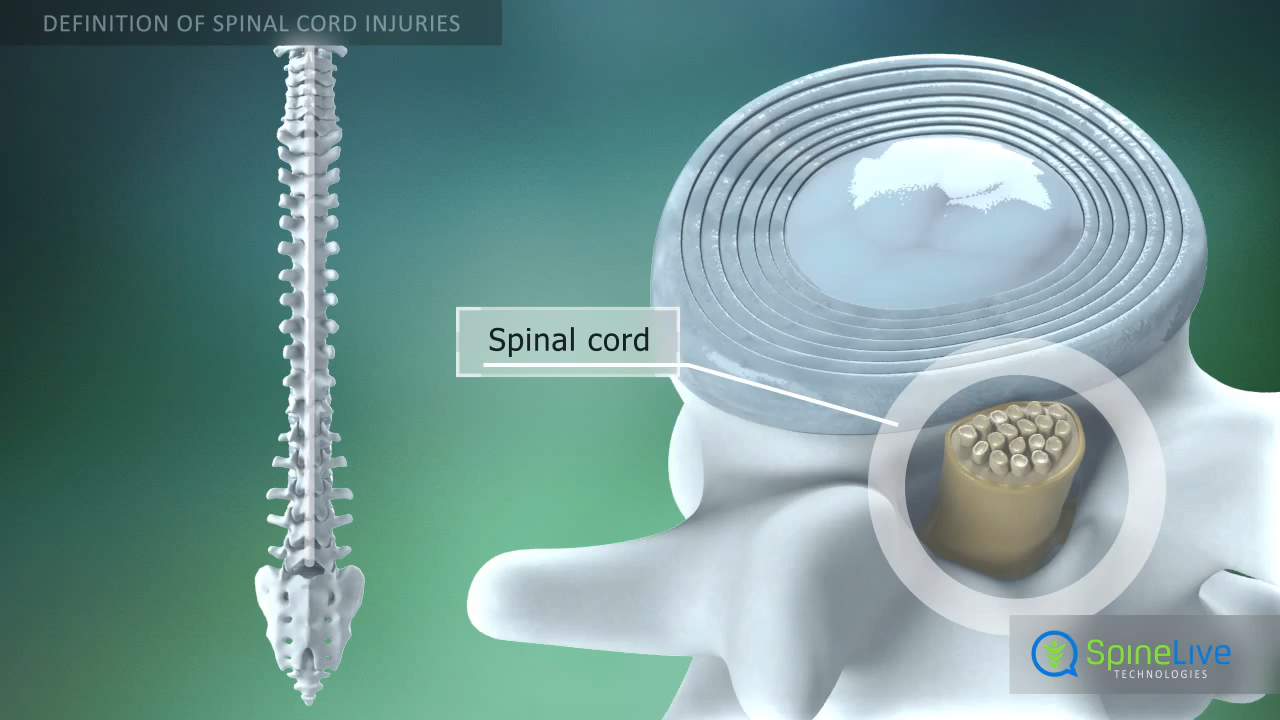 DEFINITION OF SPINAL CORD INJURIES
Spinal cord
SpineLive
TECHNOLOGIES